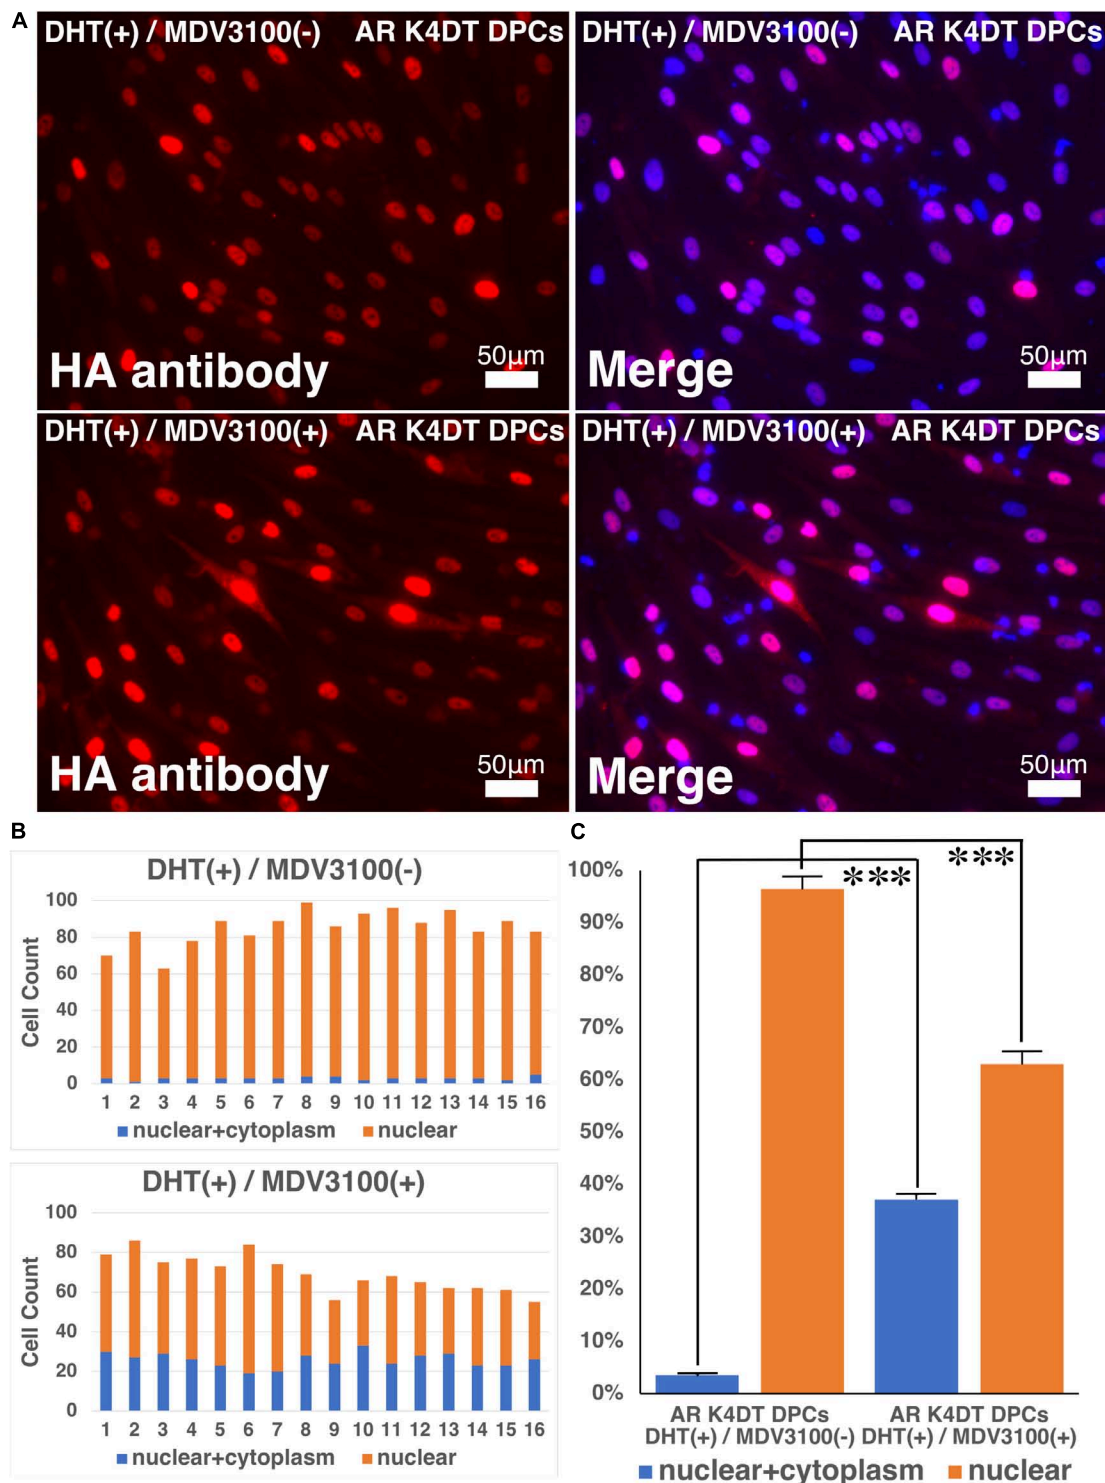 A
DHT(+) / MDV3100(-) AR K4DT DPCs
HA antibody
50μm
DHT(+) / MDV3100(-) AR K4DT DPCs
Merge
50μm
DHT(+) / MDV3100(+) AR K4DT DPCs
HA antibody
50μm
DHT(+) / MDV3100(+) AR K4DT DPCs
Merge
50μm
B
DHT(+) / MDV3100(-)
Cell Count
100
80
60
40
20
0
1 2 3 4 5 6 7 8 9 10 11 12 13 14 15 16
nuclear+cytoplasm nuclear
DHT(+) / MDV3100(+)
Cell Count
100
80
60
40
20
0
1 2 3 4 5 6 7 8 9 10 11 12 13 14 15 16
nuclear+cytoplasm nuclear
C
100%
90%
80%
70%
60%
50%
40%
30%
20%
10%
0%
***
***
AR K4DT DPCs
DHT(+) / MDV3100(-)
AR K4DT DPCs
DHT(+) / MDV3100(+)
nuclear+cytoplasm nuclear